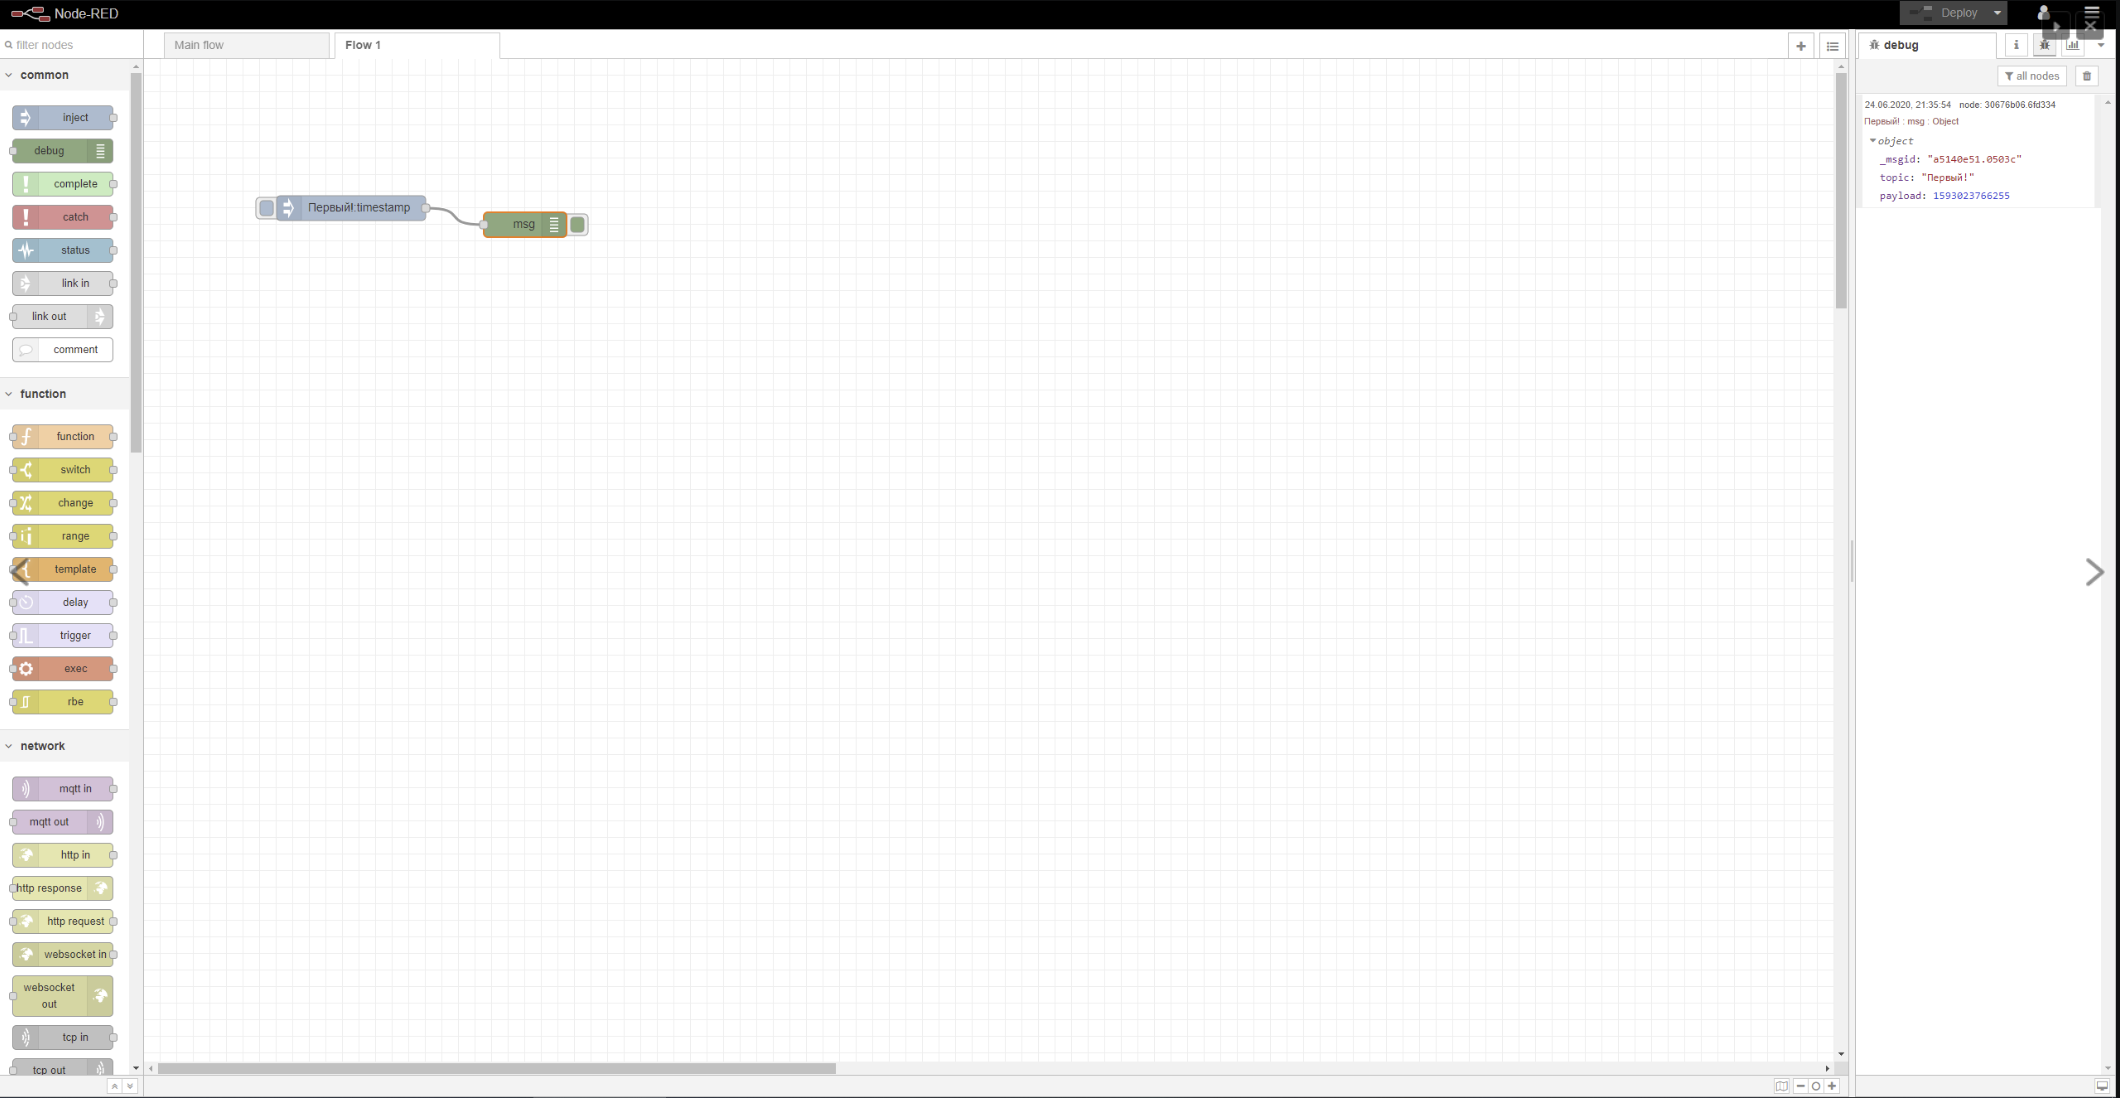 Node-RED
Deploy
filter nodes
Main flow
Flow 1
debug
all nodes
common
inject
debug
complete
catch
status
link in
link out
comment
function
function
switch
change
range
template
delay
trigger
exec
rbe
network
mqtt in
mqtt out
http in
http response
http request
websocket in
websocket
out
tcp in
tcp out
Первый!:timestamp
msg
24.06.2020, 21:35:54 node: 30676b06.6fd334
Первый! : msg : Object
object
_msgid: "a5140e51.0503c"
topic: "Первый!"
payload: 1593023766255